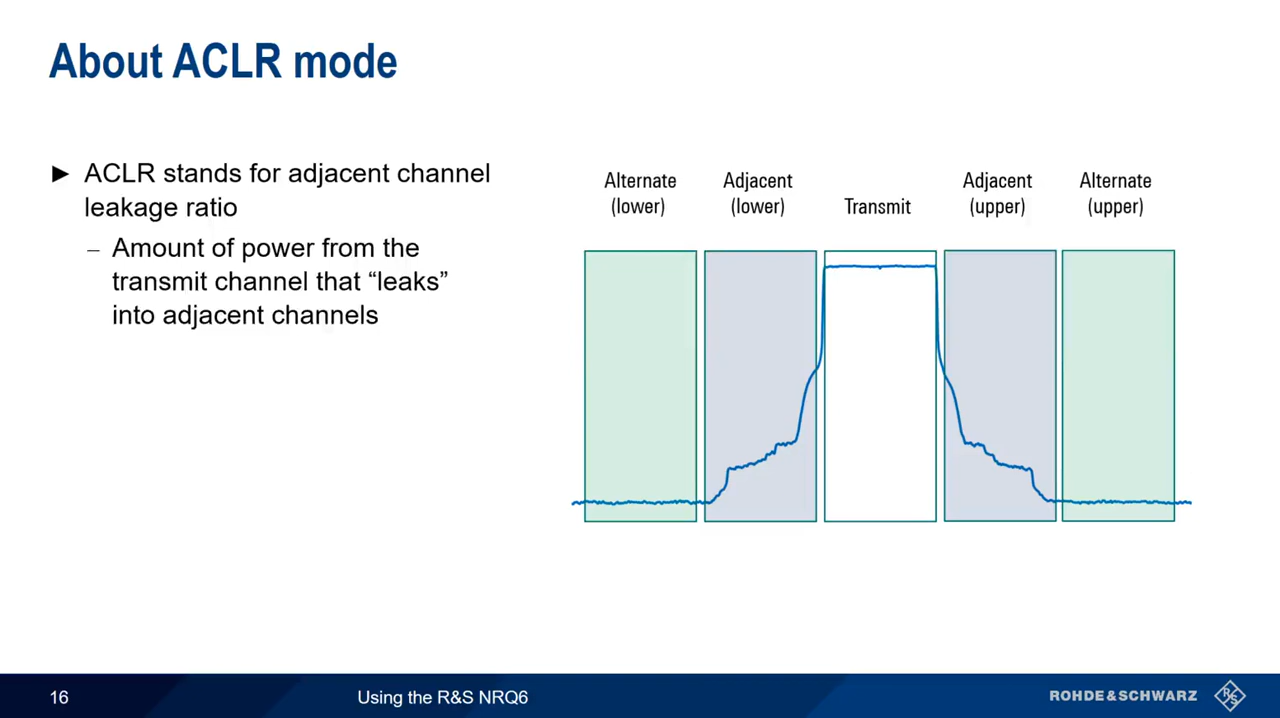 About ACLR mode
► ACLR stands for adjacent channel
leakage ratio
– Amount of power from the
transmit channel that “leaks”
into adjacent channels
Alternate
(lower)
Adjacent
(lower)
Transmit
Adjacent
(upper)
Alternate
(upper)
16
Using the R&S NRQ6
ROHDE&SCHWARZ
R&S